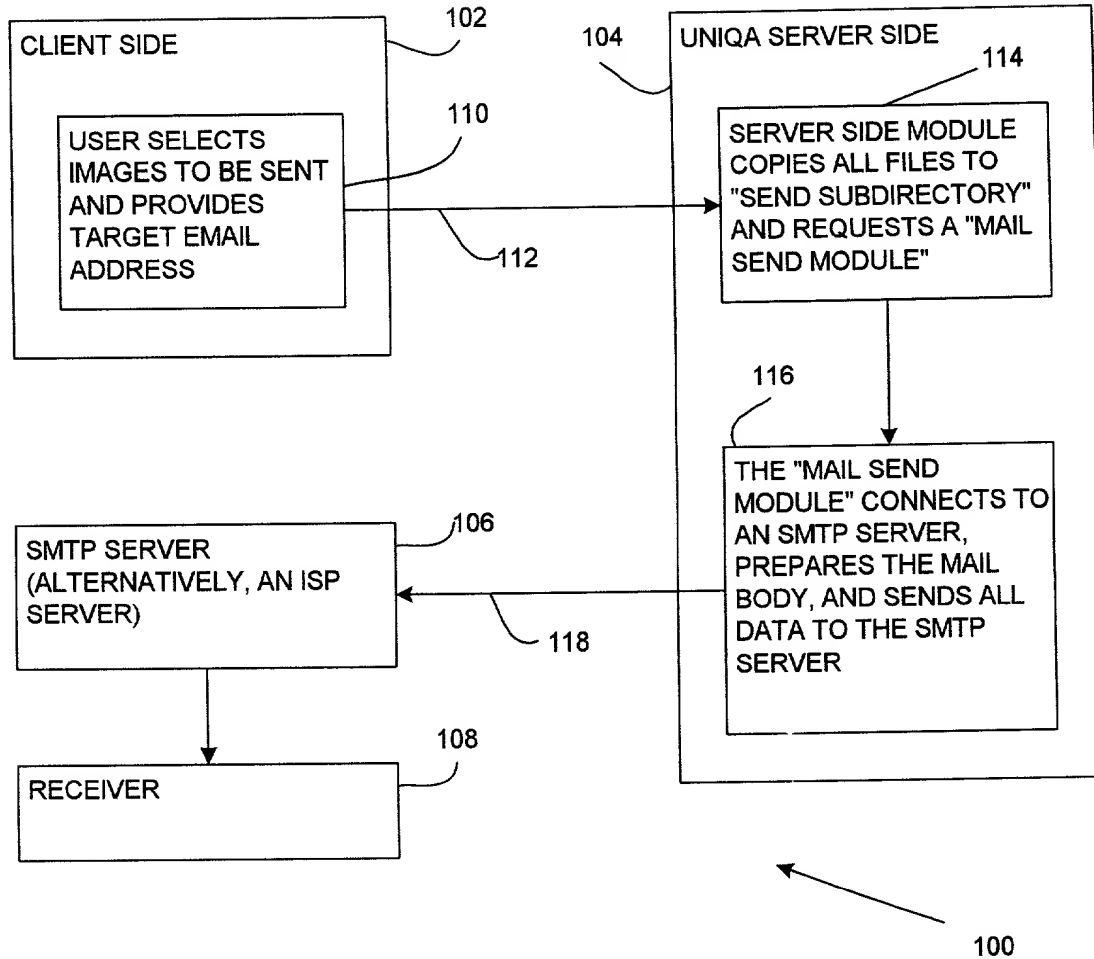 CLIENT SIDE
102
USER SELECTS
IMAGES TO BE SENT
AND PROVIDES
TARGET EMAIL
ADDRESS
110
112
104
UNIQA SERVER SIDE
114
SERVER SIDE MODULE
COPIES ALL FILES TO
"SEND SUBDIRECTORY"
AND REQUESTS A "MAIL
SEND MODULE"
116
THE "MAIL SEND
MODULE" CONNECTS TO
AN SMTP SERVER,
PREPARES THE MAIL
BODY, AND SENDS ALL
DATA TO THE SMTP
SERVER
118
SMTP SERVER
(ALTERNATIVELY, AN ISP
SERVER)
106
RECEIVER
108
100